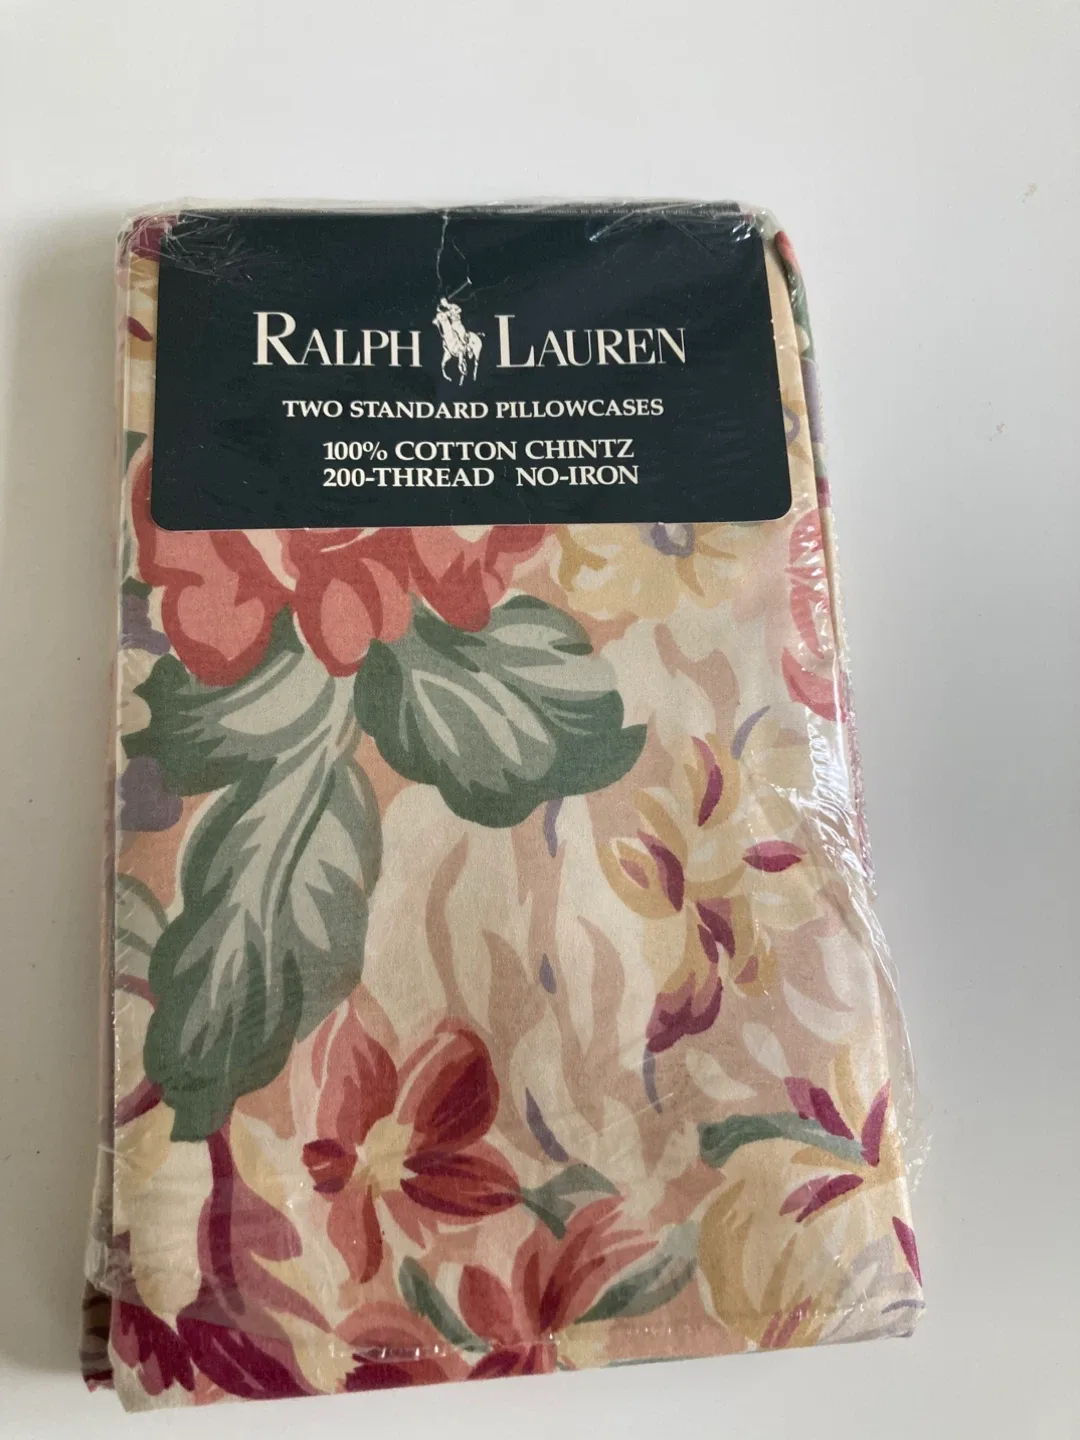 RALPH LAUREN
TWO STANDARD PILLOWCASES
100% COTTON CHINTZ
200-THREAD NO-IRON